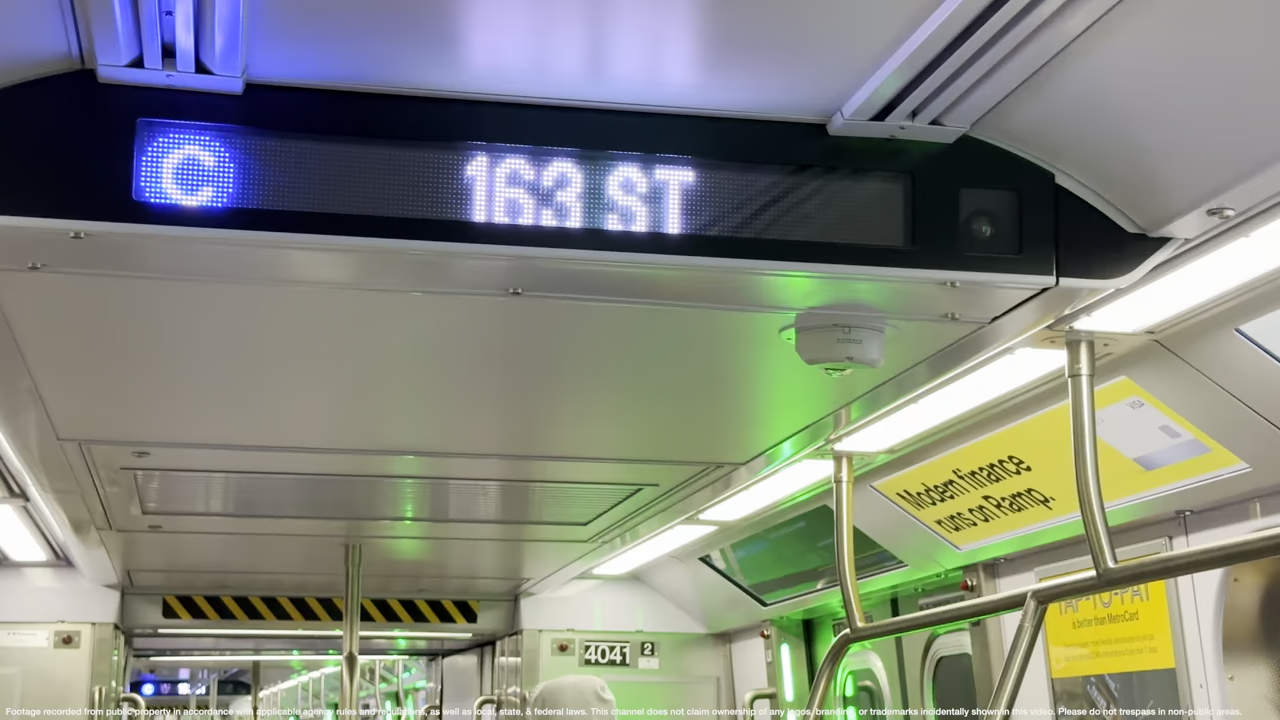 C 163 ST
VISA
Modern finance
runs on Ramp.
TAP-TO-PAY
is better than MetroCard
4041 2
C
Footage recorded from public property in accordance with applicable agency rules and regulations, as well as local, state, & federal laws. This channel does not claim ownership of any logos, branding, or trademarks incidentally shown in this video. Please do not trespass in non-public areas.